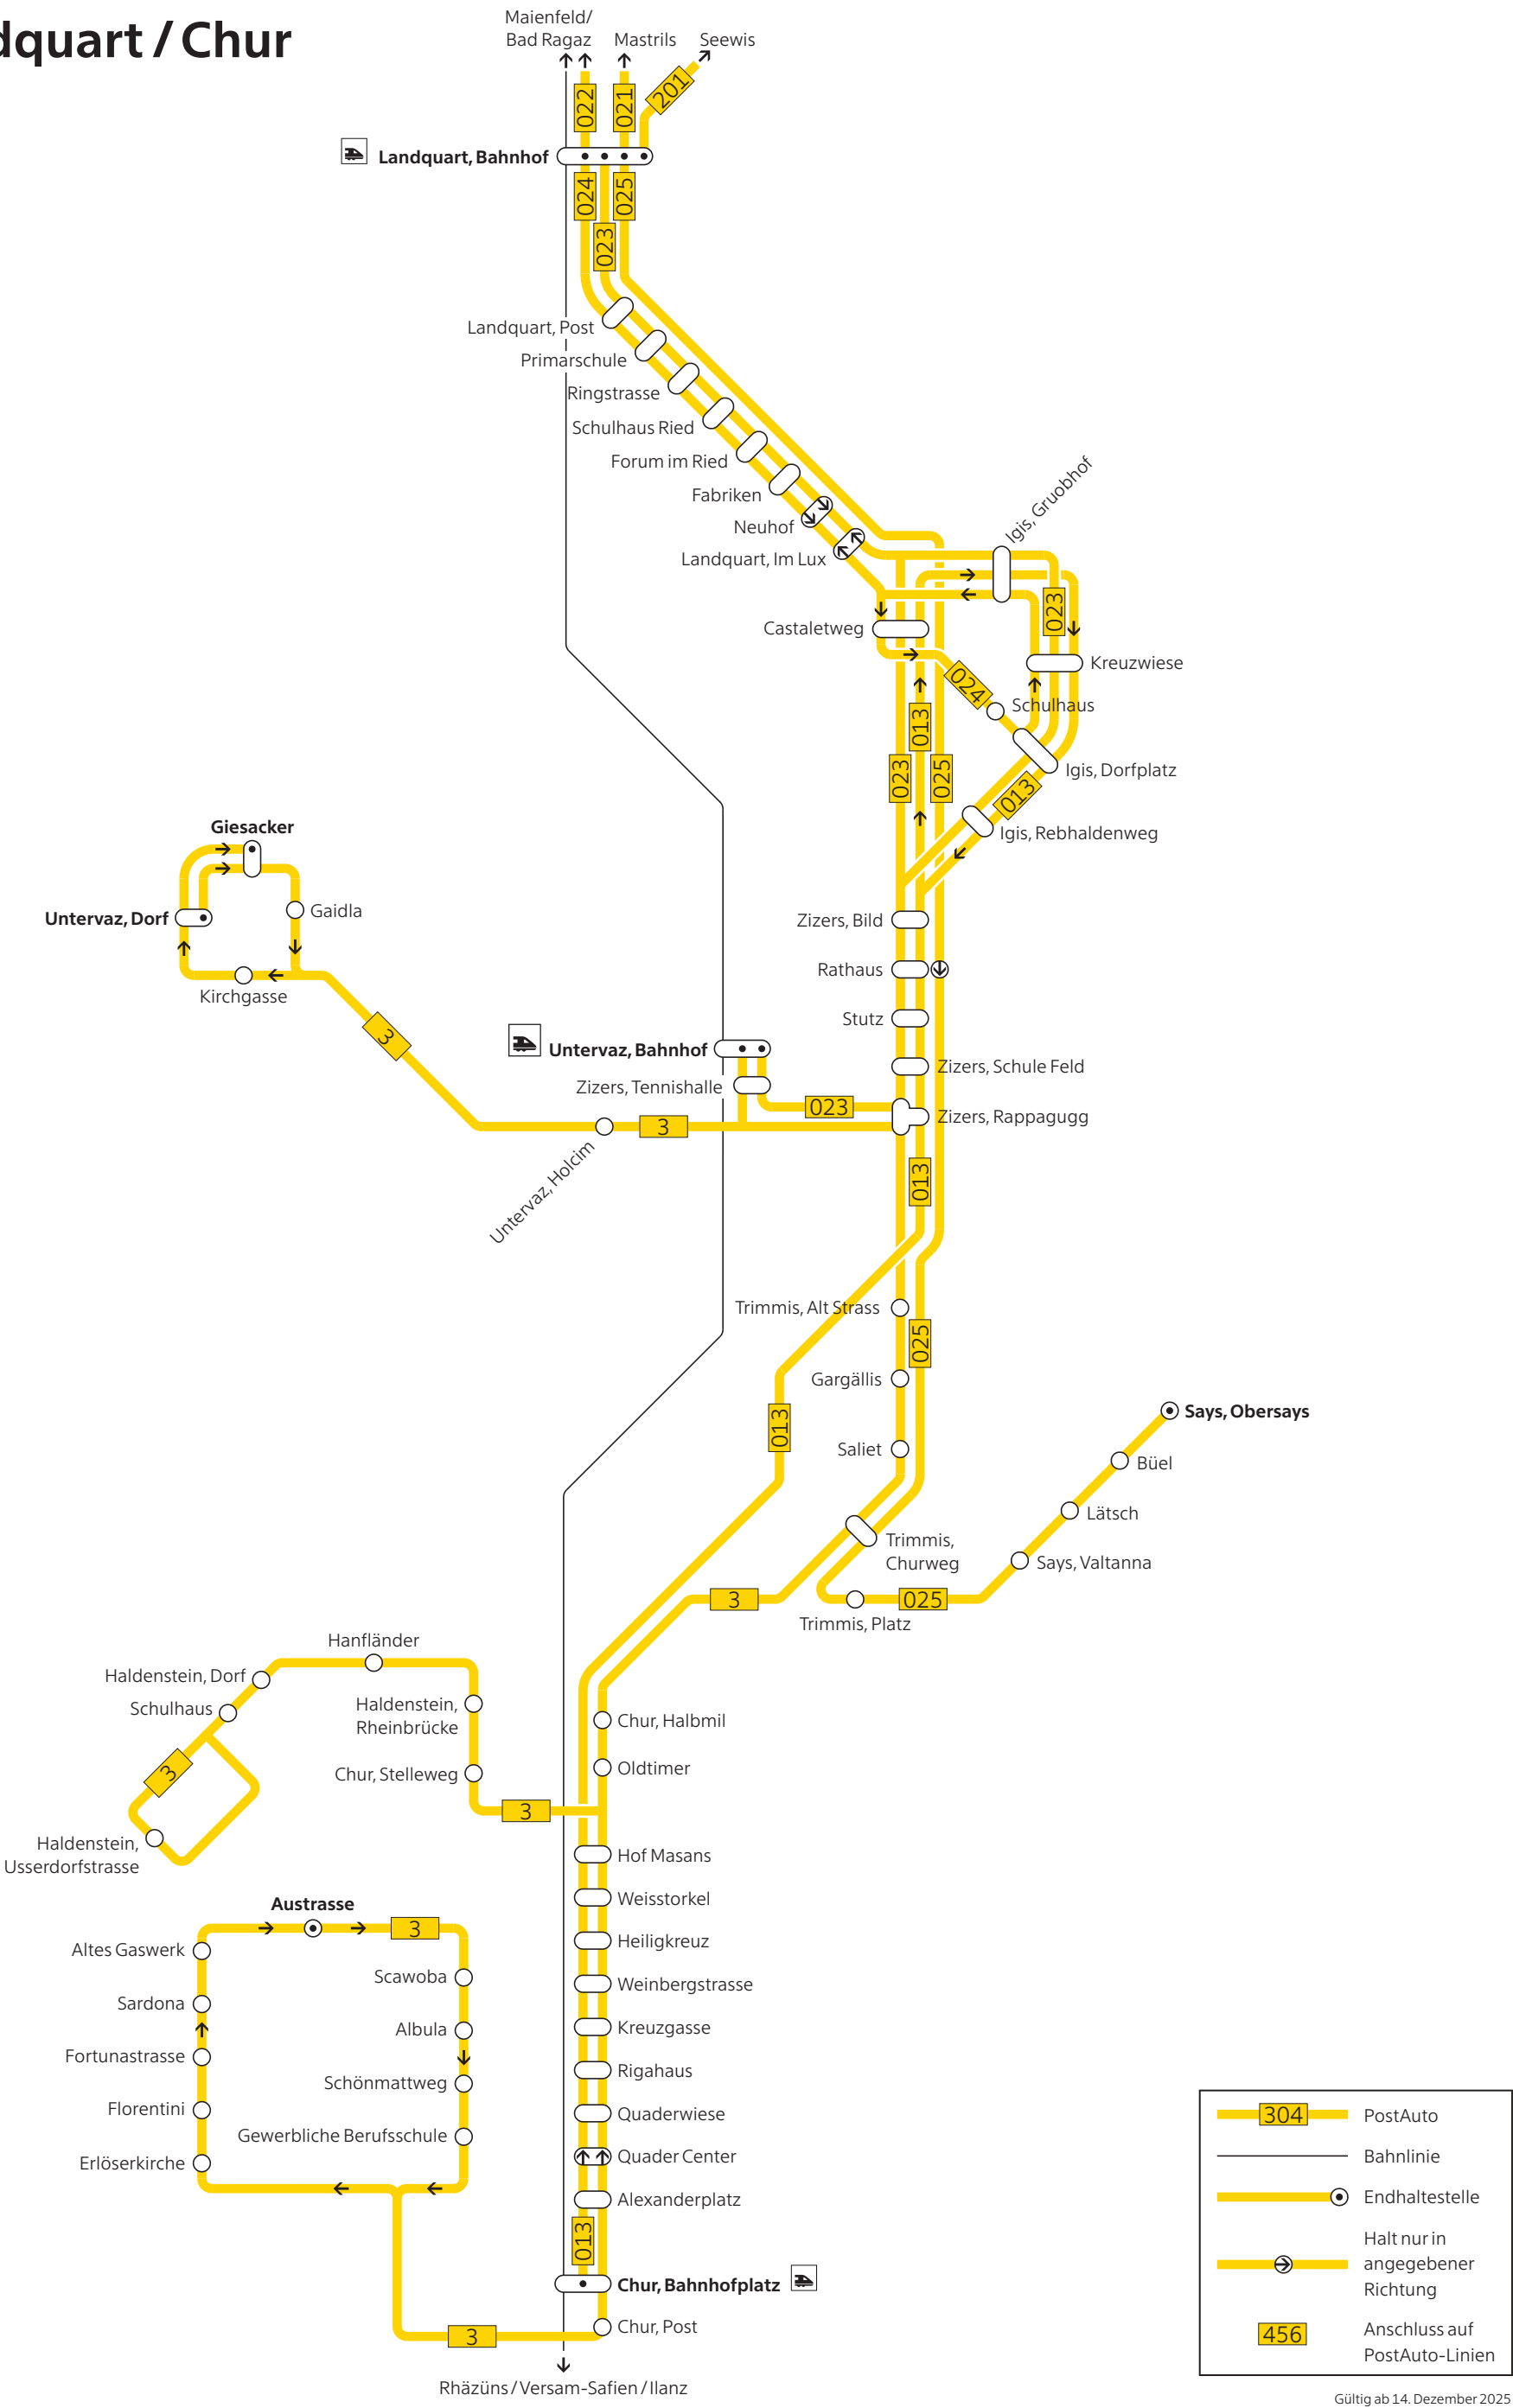 dquart / Chur
Maienfeld/
Bad Ragaz
Mastrils
Seewis
022
021
201
Landquart, Bahnhof
024
025
023
Landquart, Post
Primarschule
Ringstrasse
Schulhaus Ried
Forum im Ried
Fabriken
Neuhof
Landquart, Im Lux
Igis, Gruobhof
Castaletweg
023
Kreuzwiese
024
Schulhaus
013
023
025
Igis, Dorfplatz
013
Igis, Rebhaldenweg
Giesacker
Untervaz, Dorf
Gaidla
Kirchgasse
3
Zizers, Bild
Rathaus
Stutz
Untervaz, Bahnhof
Zizers, Schule Feld
Zizers, Tennishalle
023
Zizers, Rappagugg
3
Untervaz, Holcim
013
Trimmis, Alt Strass
025
Gargällis
013
Saliet
Says, Obersays
Büel
Lätsch
Says, Valtanna
Trimmis,
Churweg
3
025
Trimmis, Platz
Hanfländer
Haldenstein, Dorf
Schulhaus
Haldenstein,
Rheinbrücke
3
Chur, Stelleweg
Haldenstein,
Usserdorfstrasse
3
Chur, Halbmil
Oldtimer
Hof Masans
Weisstorkel
Heiligkreuz
Weinbergstrasse
Kreuzgasse
Rigahaus
Quaderwiese
Quader Center
Alexanderplatz
013
Chur, Bahnhofplatz
Chur, Post
3
Rhäzüns / Versam-Safien / Ilanz
Austrasse
3
Altes Gaswerk
Scawoba
Sardona
Albula
Fortunastrasse
Schönmattweg
Florentini
Gewerbliche Berufsschule
Erlöserkirche
304
PostAuto
Bahnlinie
Endhaltestelle
Halt nur in
angegebener
Richtung
456
Anschluss auf
PostAuto-Linien
Gültig ab 14. Dezember 2025